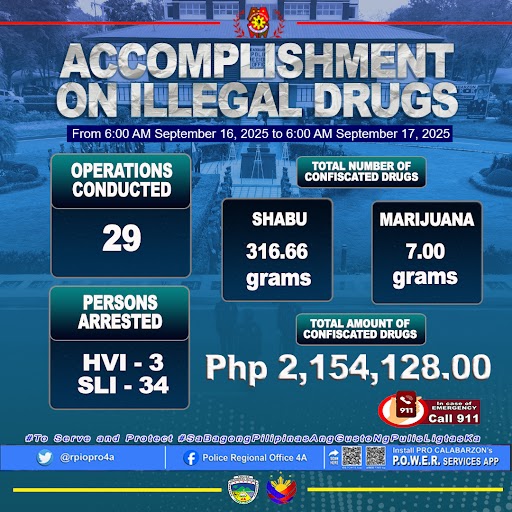 ACCOMPLISHMENT
ON ILLEGAL DRUGS
From 6:00 AM September 16, 2025 to 6:00 AM September 17, 2025
OPERATIONS
CONDUCTED
29
PERSONS
ARRESTED
HVI - 3
SLI - 34
TOTAL NUMBER OF
CONFISCATED DRUGS
SHABU
316.66
grams
MARIJUANA
7.00
grams
TOTAL AMOUNT OF
CONFISCATED DRUGS
Php 2,154,128.00
911
In case of
EMERGENCY
Call 911
#To Serve and Protect #SaBagongPilipinasAngGustoNgPulisLigtasKa
@rpiopro4a
Police Regional Office 4A
Install PRO CALABARZON's
P.O.W.E.R. SERVICES APP